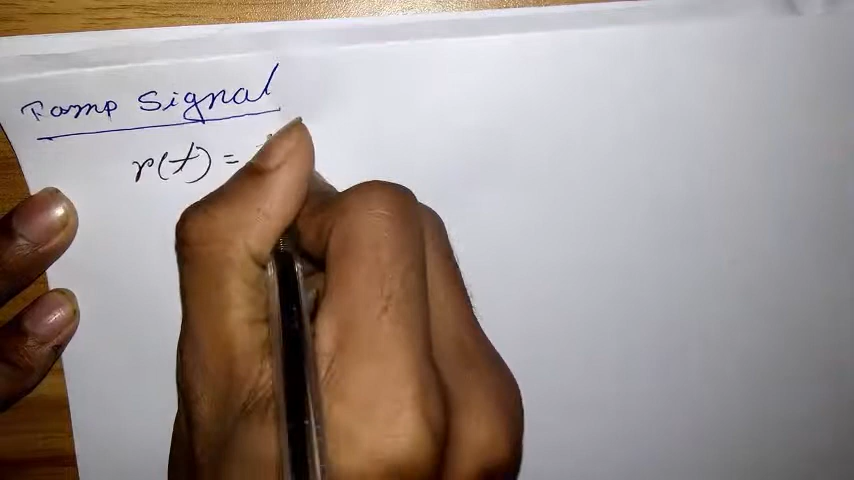 Ramp Signal
r(t) =